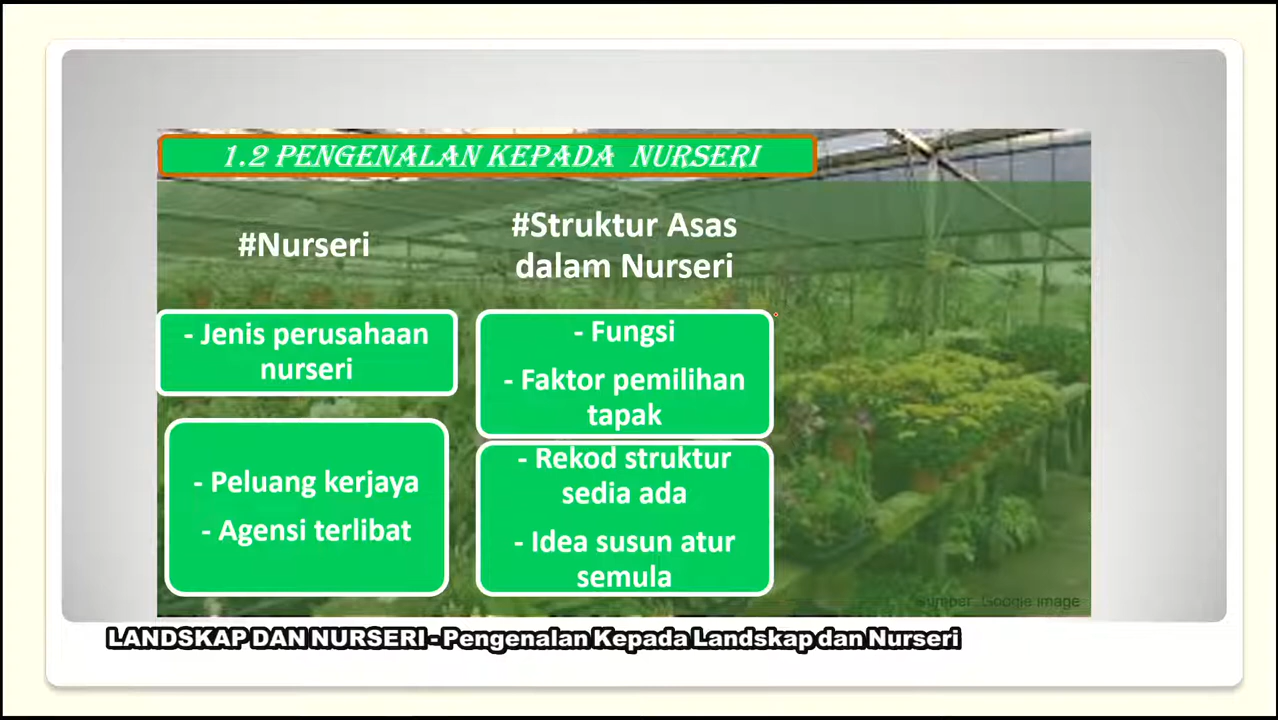 1.2 PENGENALAN KEPADA NURSERI
#Nurseri
- Jenis perusahaan
nurseri
- Peluang kerjaya
- Agensi terlibat
#Struktur Asas
dalam Nurseri
- Fungsi
- Faktor pemilihan
tapak
- Rekod struktur
sedia ada
- Idea susun atur
semula
Sumber: Google Image
LANDSKAP DAN NURSERI - Pengenalan Kepada Landskap dan Nurseri